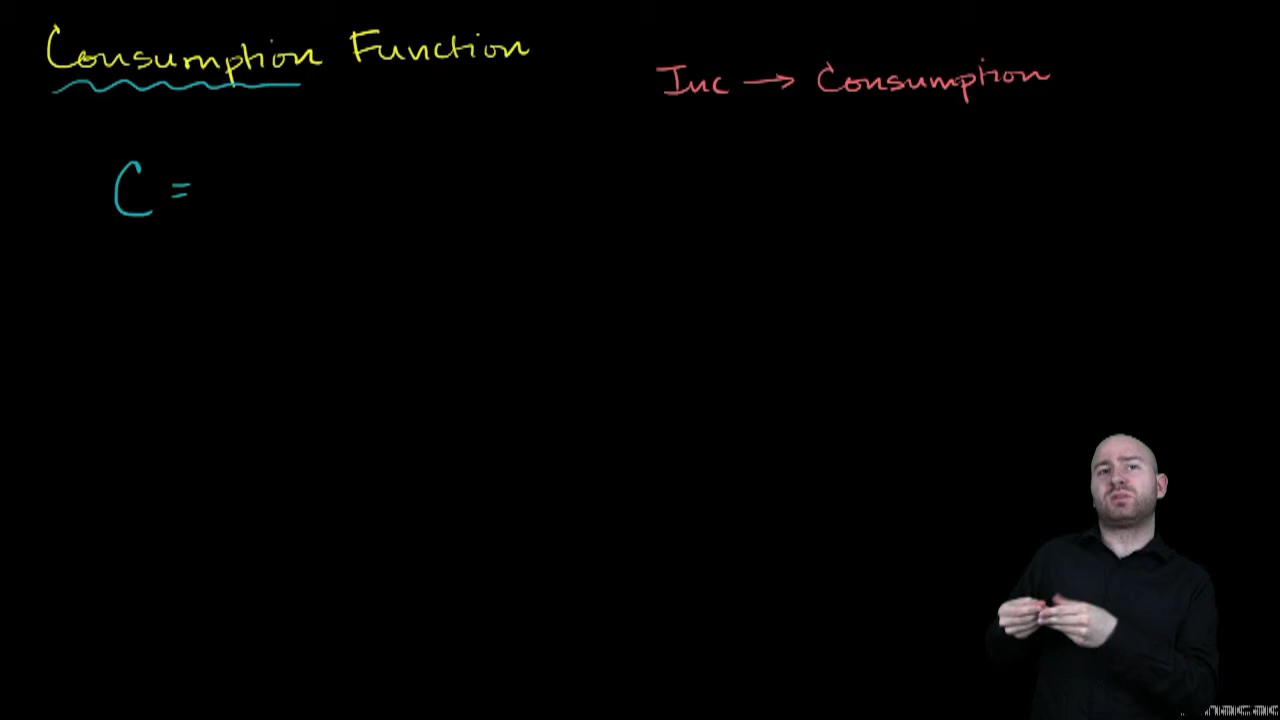 Consumption Function
Inc → Consumption
C =